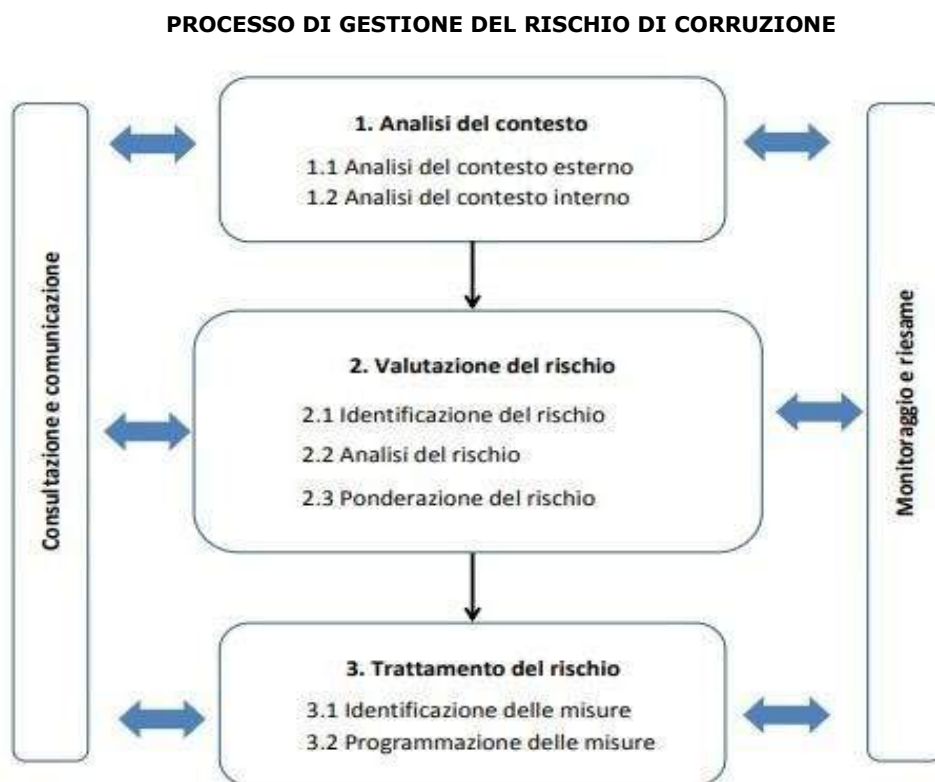 PROCESSO DI GESTIONE DEL RISCHIO DI CORRUZIONE
Consultazione e comunicazione
1. Analisi del contesto
1.1 Analisi del contesto esterno
1.2 Analisi del contesto interno
2. Valutazione del rischio
2.1 Identificazione del rischio
2.2 Analisi del rischio
2.3 Ponderazione del rischio
3. Trattamento del rischio
3.1 Identificazione delle misure
3.2 Programmazione delle misure
Monitoraggio e riesame